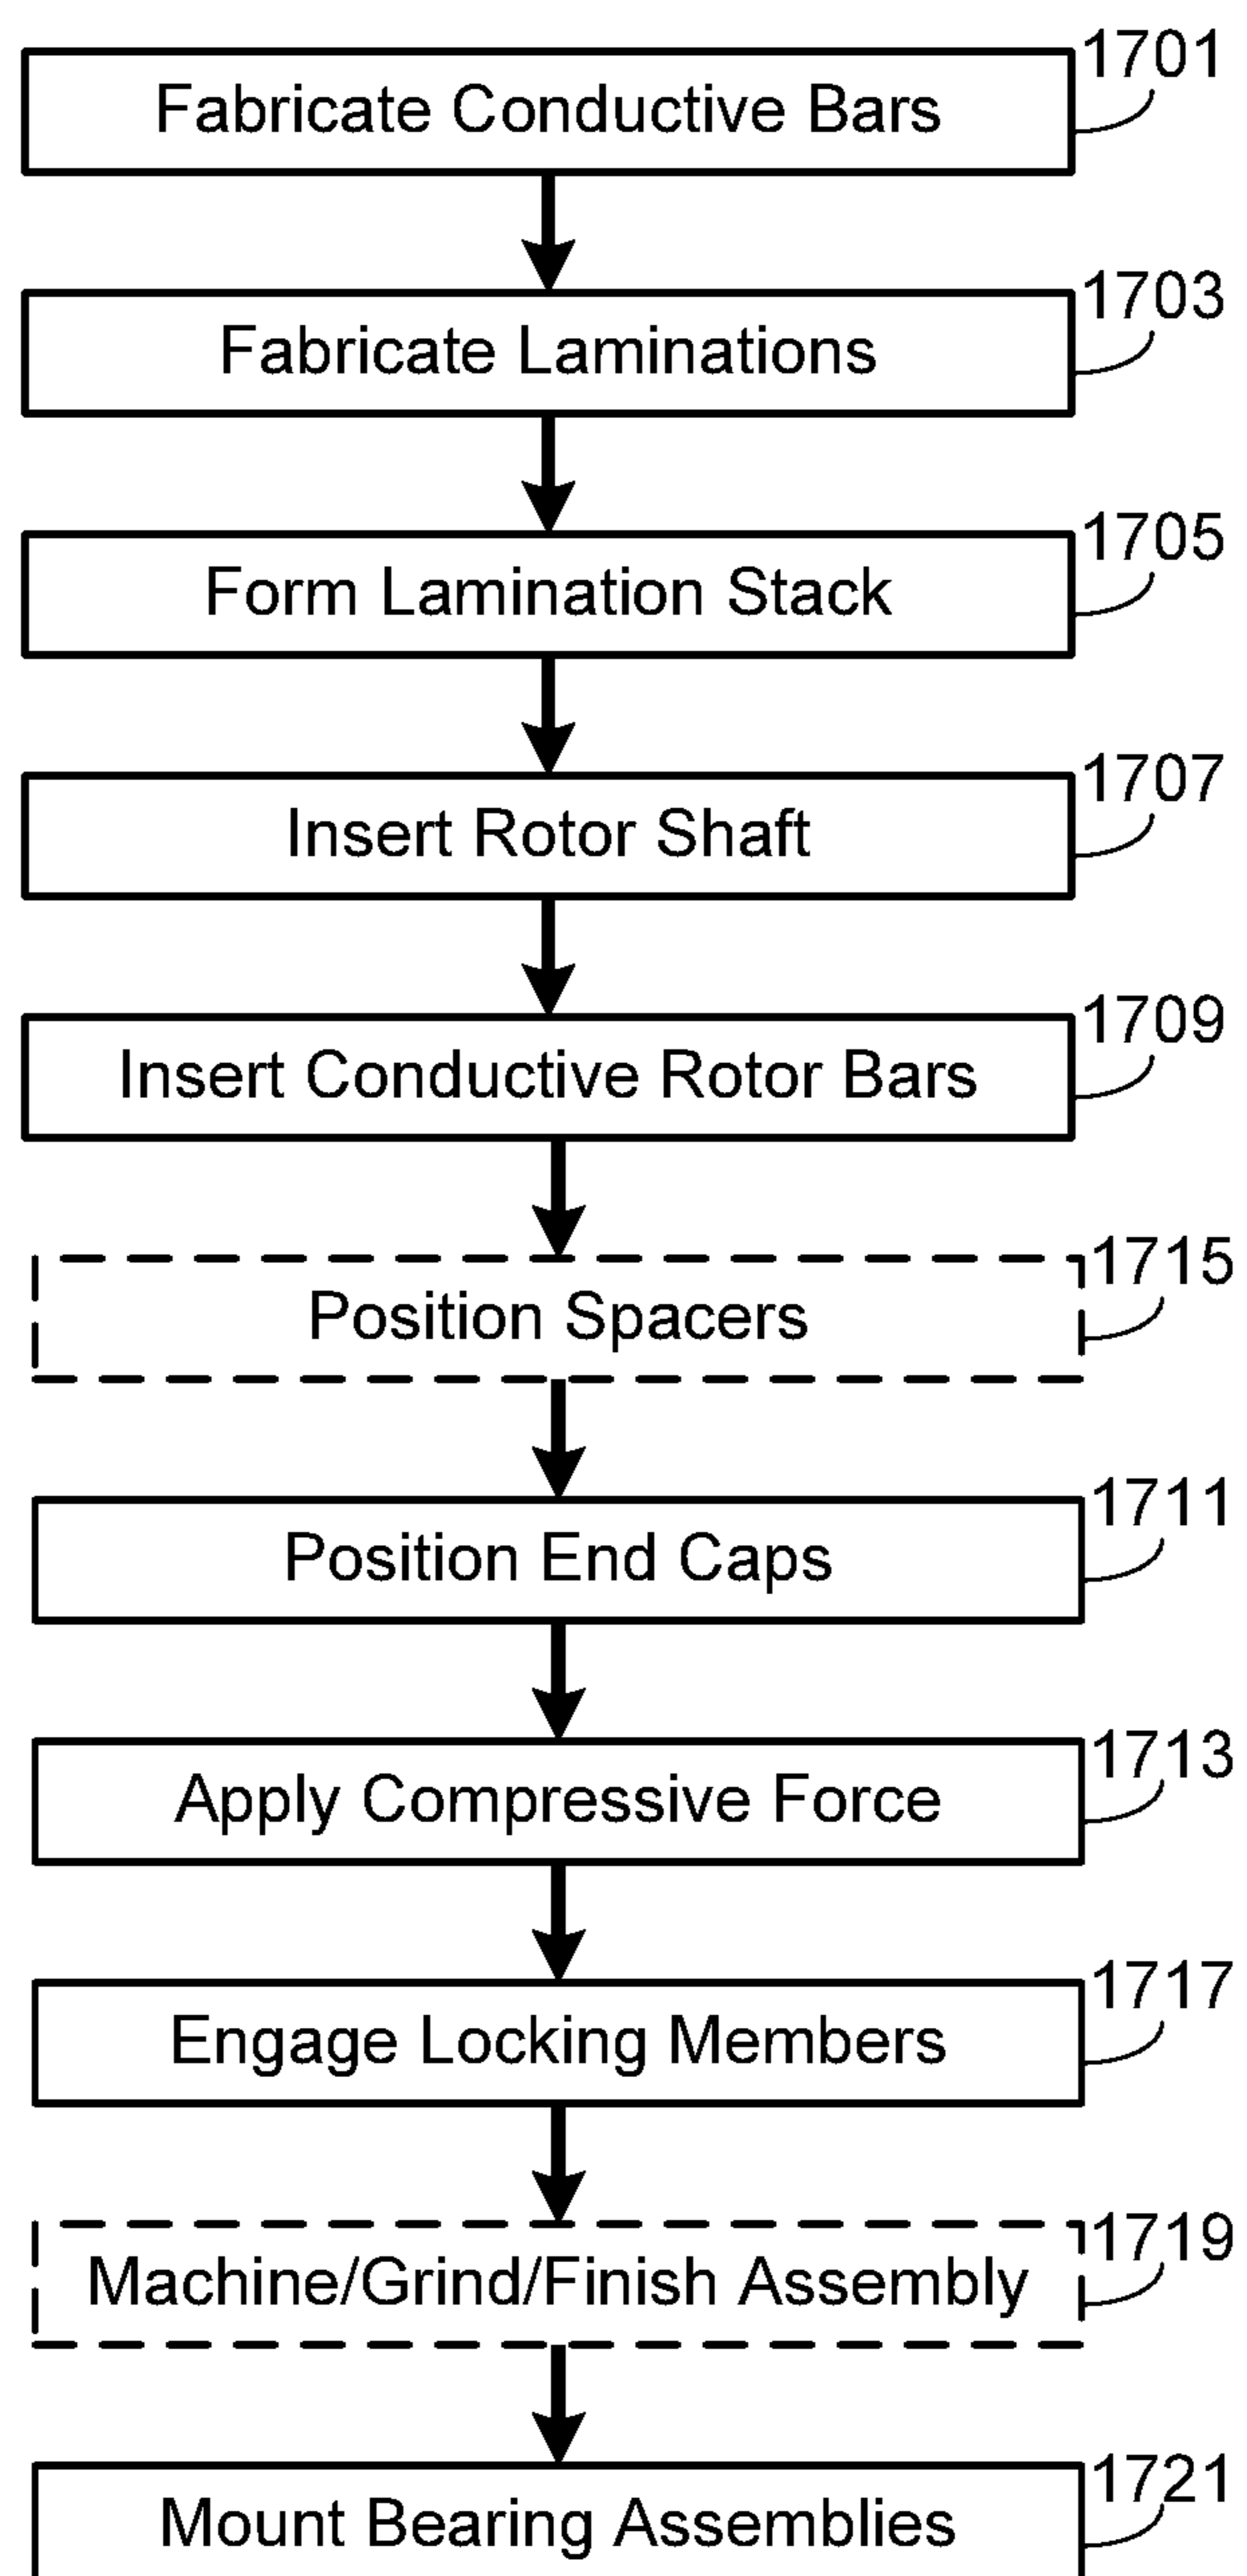 1701
Fabricate Conductive Bars
1703
Fabricate Laminations
1705
Form Lamination Stack
1707
Insert Rotor Shaft
1709
Insert Conductive Rotor Bars
1715
Position Spacers
1711
Position End Caps
1713
Apply Compressive Force
1717
Engage Locking Members
1719
Machine/Grind/Finish Assembly
1721
Mount Bearing Assemblies